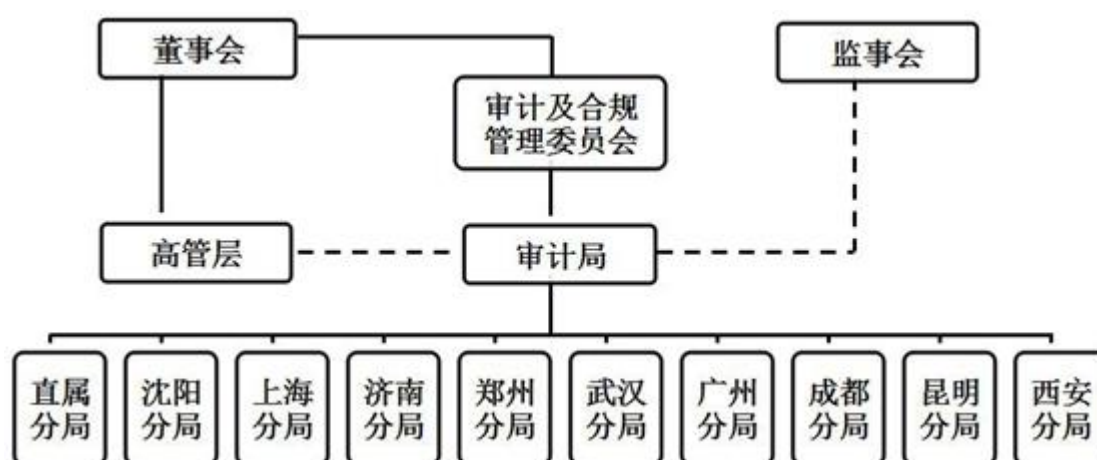 董事会
监事会
审计及合规
管理委员会
高管层
审计局
直属
分局
沈阳
分局
上海
分局
济南
分局
郑州
分局
武汉
分局
广州
分局
成都
分局
昆明
分局
西安
分局